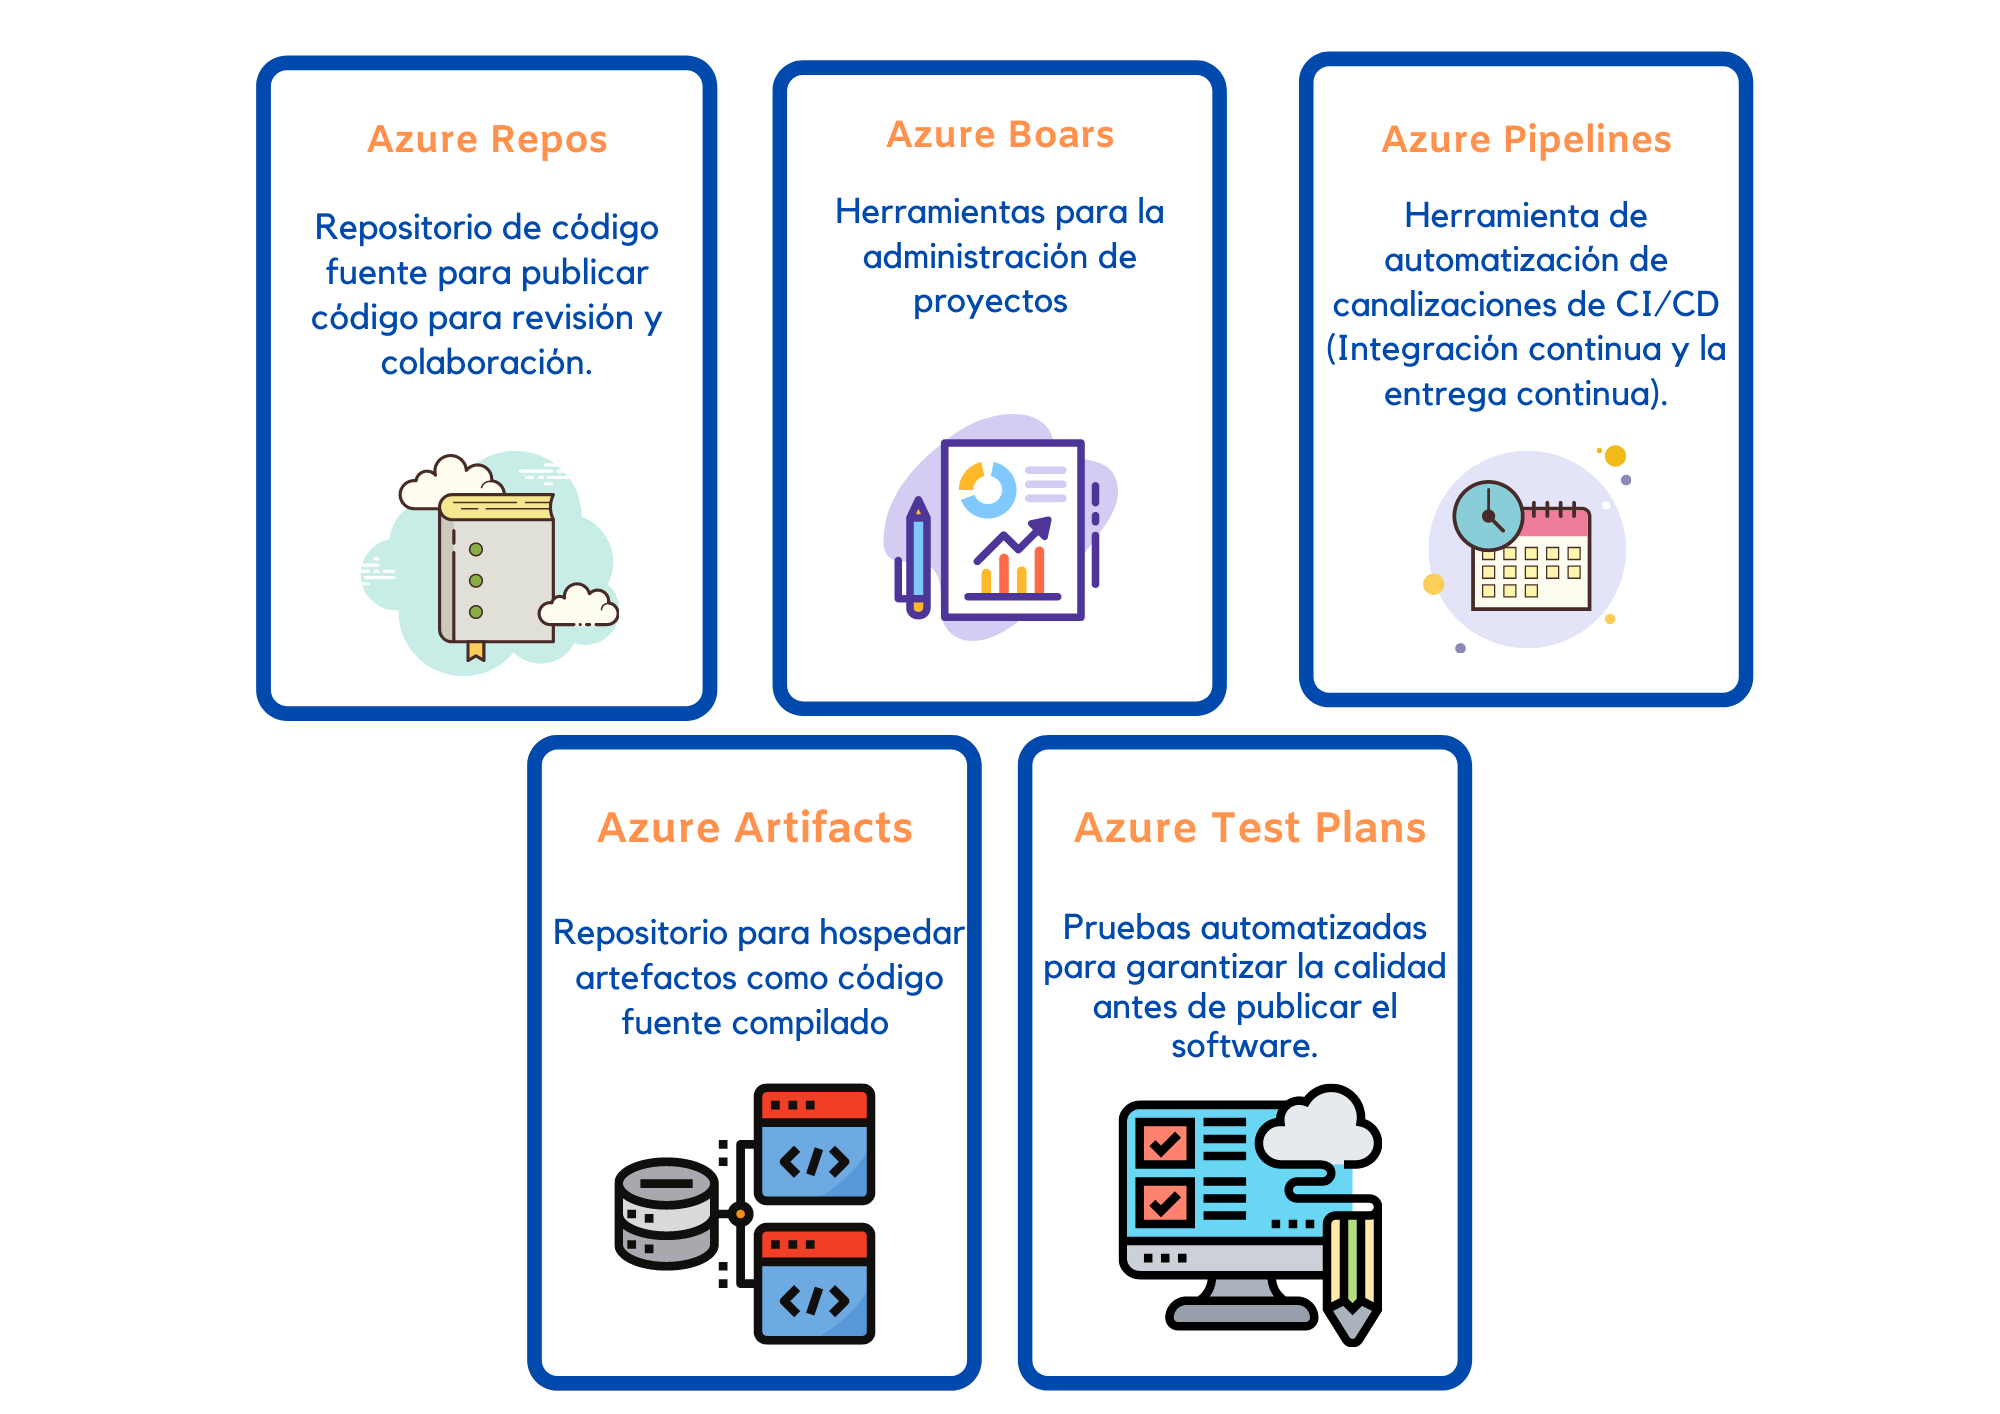 Azure Repos
Repositorio de código
fuente para publicar
código para revisión y
colaboración.
Azure Boars
Herramientas para la
administración de
proyectos
Azure Pipelines
Herramienta de
automatización de
canalizaciones de CI/CD
(Integración continua y la
entrega continua).
Azure Artifacts
Repositorio para hospedar
artefactos como código
fuente compilado
Azure Test Plans
Pruebas automatizadas
para garantizar la calidad
antes de publicar el
software.